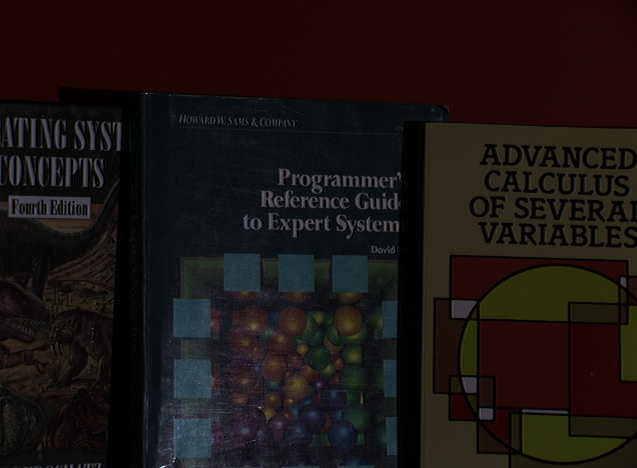 ATING SYST
CONCEPTS
Fourth Edition
HOWARD W. SAMS & COMPANY
Programmer's
Reference Guid
to Expert System
David
ADVANCED
CALCULUS
OF SEVERAL
VARIABLES